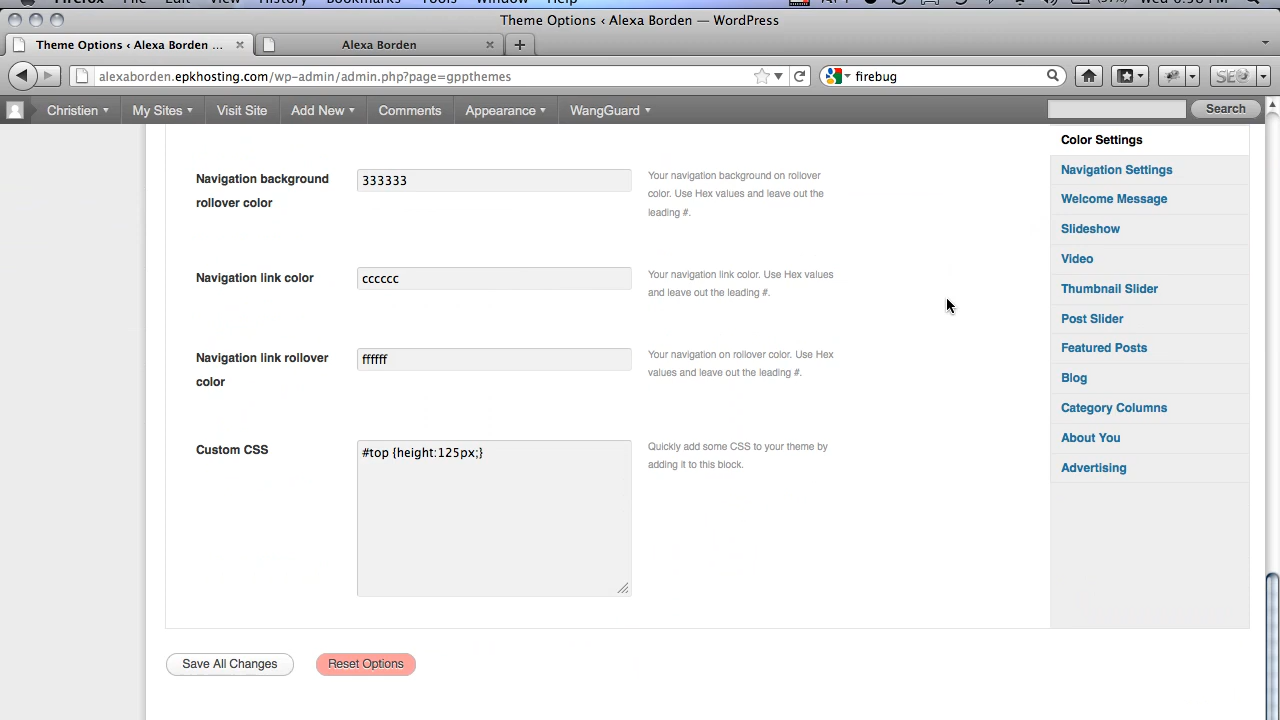 Theme Options ‹ Alexa Borden — WordPress
Theme Options ‹ Alexa Borden ...
Alexa Borden
alexaborden.epkhosting.com/wp-admin/admin.php?page=gppthemes
firebug
Christien
My Sites
Visit Site
Add New
Comments
Appearance
WangGuard
Search
Color Settings
Navigation Settings
Welcome Message
Slideshow
Video
Thumbnail Slider
Post Slider
Featured Posts
Blog
Category Columns
About You
Advertising
Navigation background
rollover color
333333
Your navigation background on rollover
color. Use Hex values and leave out the
leading #.
Navigation link color
cccccc
Your navigation link color. Use Hex values
and leave out the leading #.
Navigation link rollover
color
ffffff
Your navigation on rollover color. Use Hex
values and leave out the leading #.
Custom CSS
#top {height:125px;}
Quickly add some CSS to your theme by
adding it to this block.
Save All Changes
Reset Options